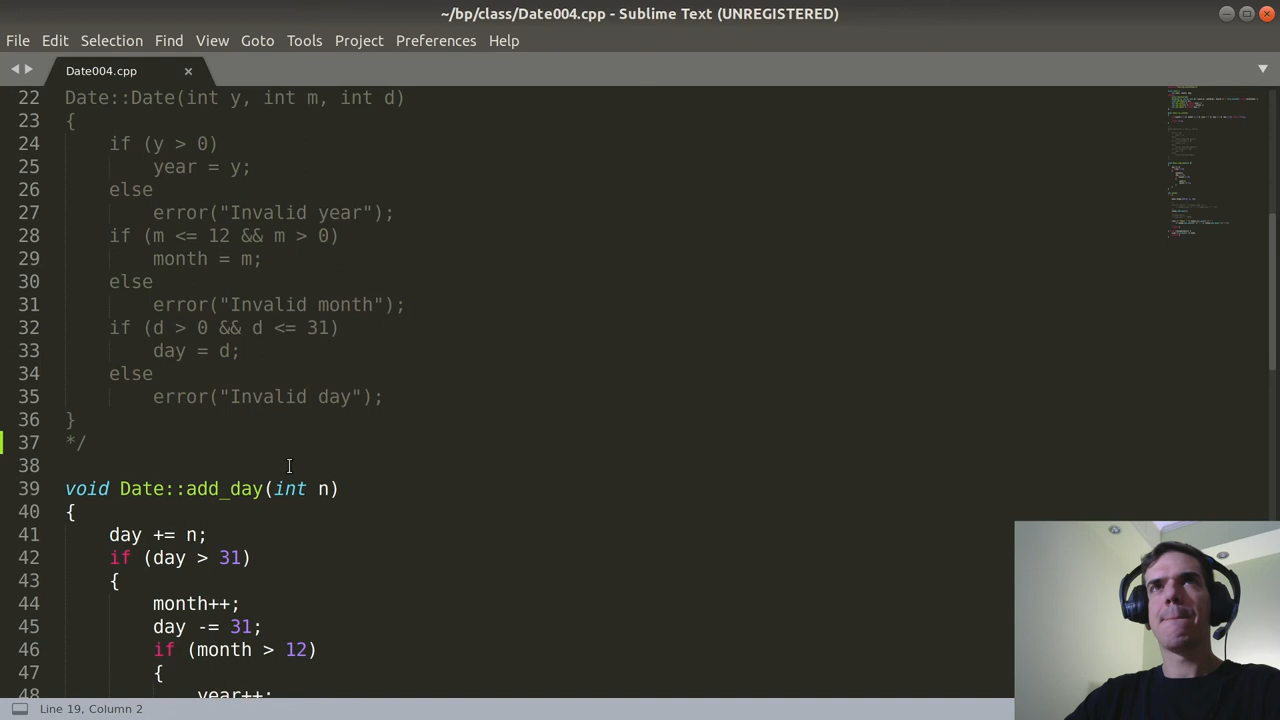 ~/bp/class/Date004.cpp - Sublime Text (UNREGISTERED)
File Edit Selection Find View Goto Tools Project Preferences Help
Date004.cpp
22 Date::Date(int y, int m, int d)
23 {
24 if (y > 0)
25 year = y;
26 else
27 error("Invalid year");
28 if (m <= 12 && m > 0)
29 month = m;
30 else
31 error("Invalid month");
32 if (d > 0 && d <= 31)
33 day = d;
34 else
35 error("Invalid day");
36 }
37 */
38
39 void Date::add_day(int n)
40 {
41 day += n;
42 if (day > 31)
43 {
44 month++;
45 day -= 31;
46 if (month > 12)
47 {
48 year++;
Line 19, Column 2